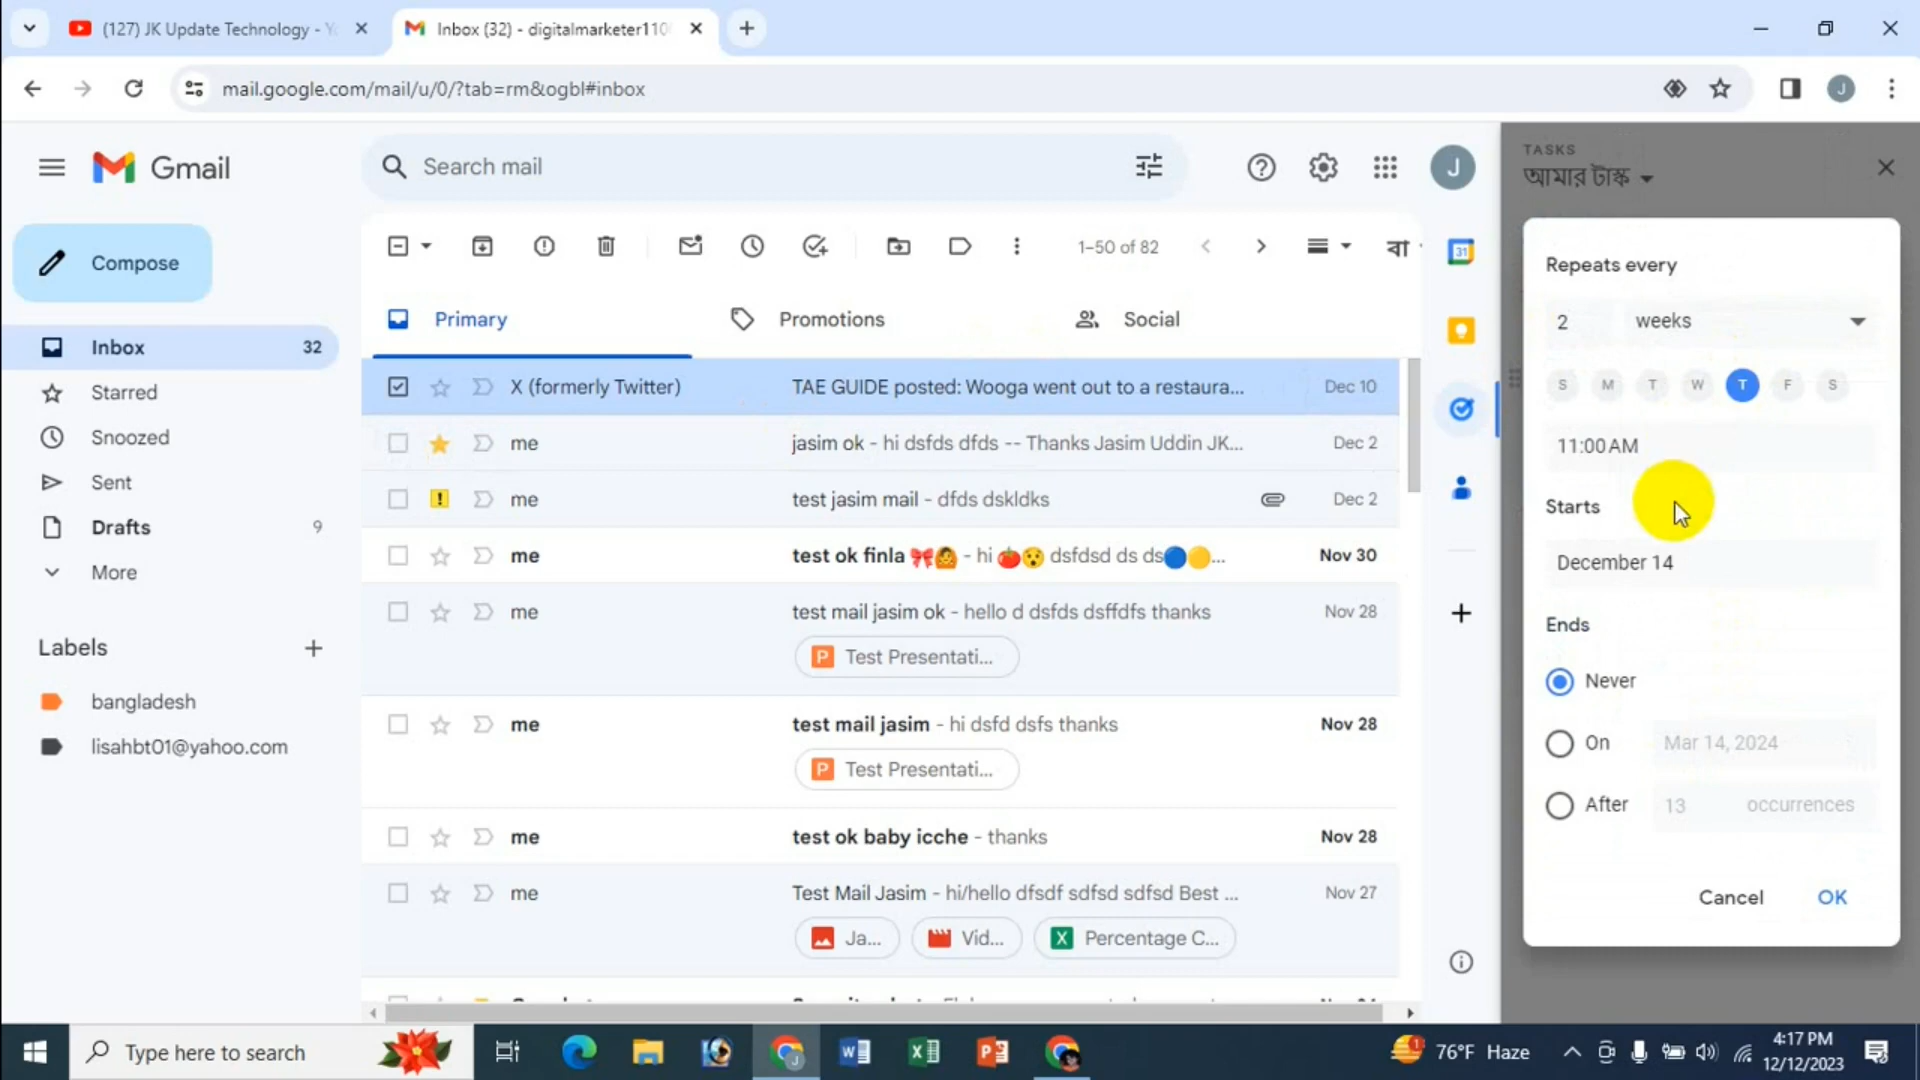 (127) JK Update Technology - Y
Inbox (32) - digitalmarketer110
mail.google.com/mail/u/0/?tab=rm&ogbl#inbox
J
Gmail
Search mail
J
TASKS
আমার টাস্ক
Compose
1–50 of 82
বা
31
Inbox 32
Starred
Snoozed
Sent
Drafts 9
More
Labels
bangladesh
lisahbt01@yahoo.com
Primary
Promotions
Social
X (formerly Twitter) TAE GUIDE posted: Wooga went out to a restaura... Dec 10
me jasim ok - hi dsfds dfds -- Thanks Jasim Uddin JK... Dec 2
me test jasim mail - dfds dskldks Dec 2
me test ok finla 🎀🙆 - hi 🍅😯 dsfdsd ds ds🔵🟡... Nov 30
me test mail jasim ok - hello d dsfds dsffdfs thanks Nov 28
P Test Presentati...
me test mail jasim - hi dsfd dsfs thanks Nov 28
P Test Presentati...
me test ok baby icche - thanks Nov 28
me Test Mail Jasim - hi/hello dfsdf sdfsd sdfsd Best ... Nov 27
Ja... Vid... X Percentage C...
Repeats every
2 weeks
S M T W T F S
11:00 AM
Starts
December 14
Ends
Never
On Mar 14, 2024
After 13 occurrences
Cancel OK
Type here to search
76°F Haze
4:17 PM
12/12/2023